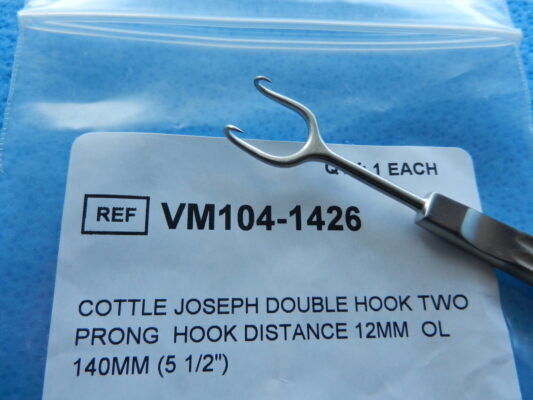 1 EACH
REF VM104-1426
COTTLE JOSEPH DOUBLE HOOK TWO
PRONG HOOK DISTANCE 12MM OL
140MM (5 1/2")